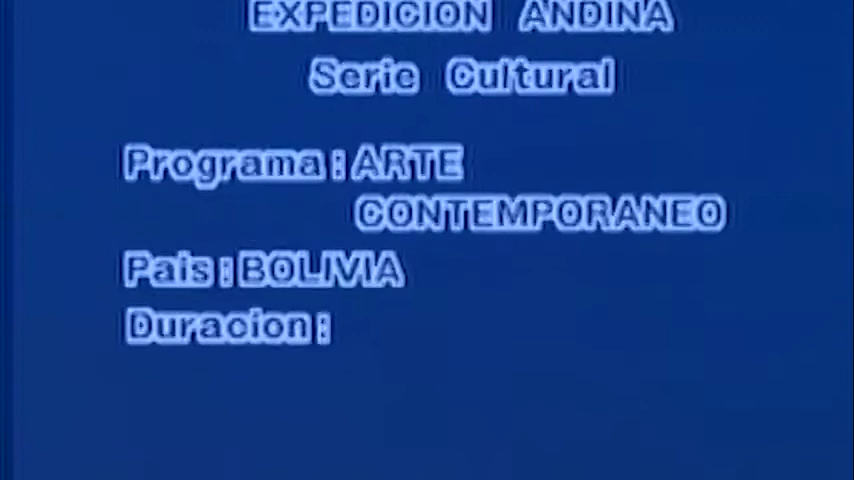 EXPEDICION ANDINA
Serie Cultural
Programa: ARTE
CONTEMPORANEO
Pais: BOLIVIA
Duracion: